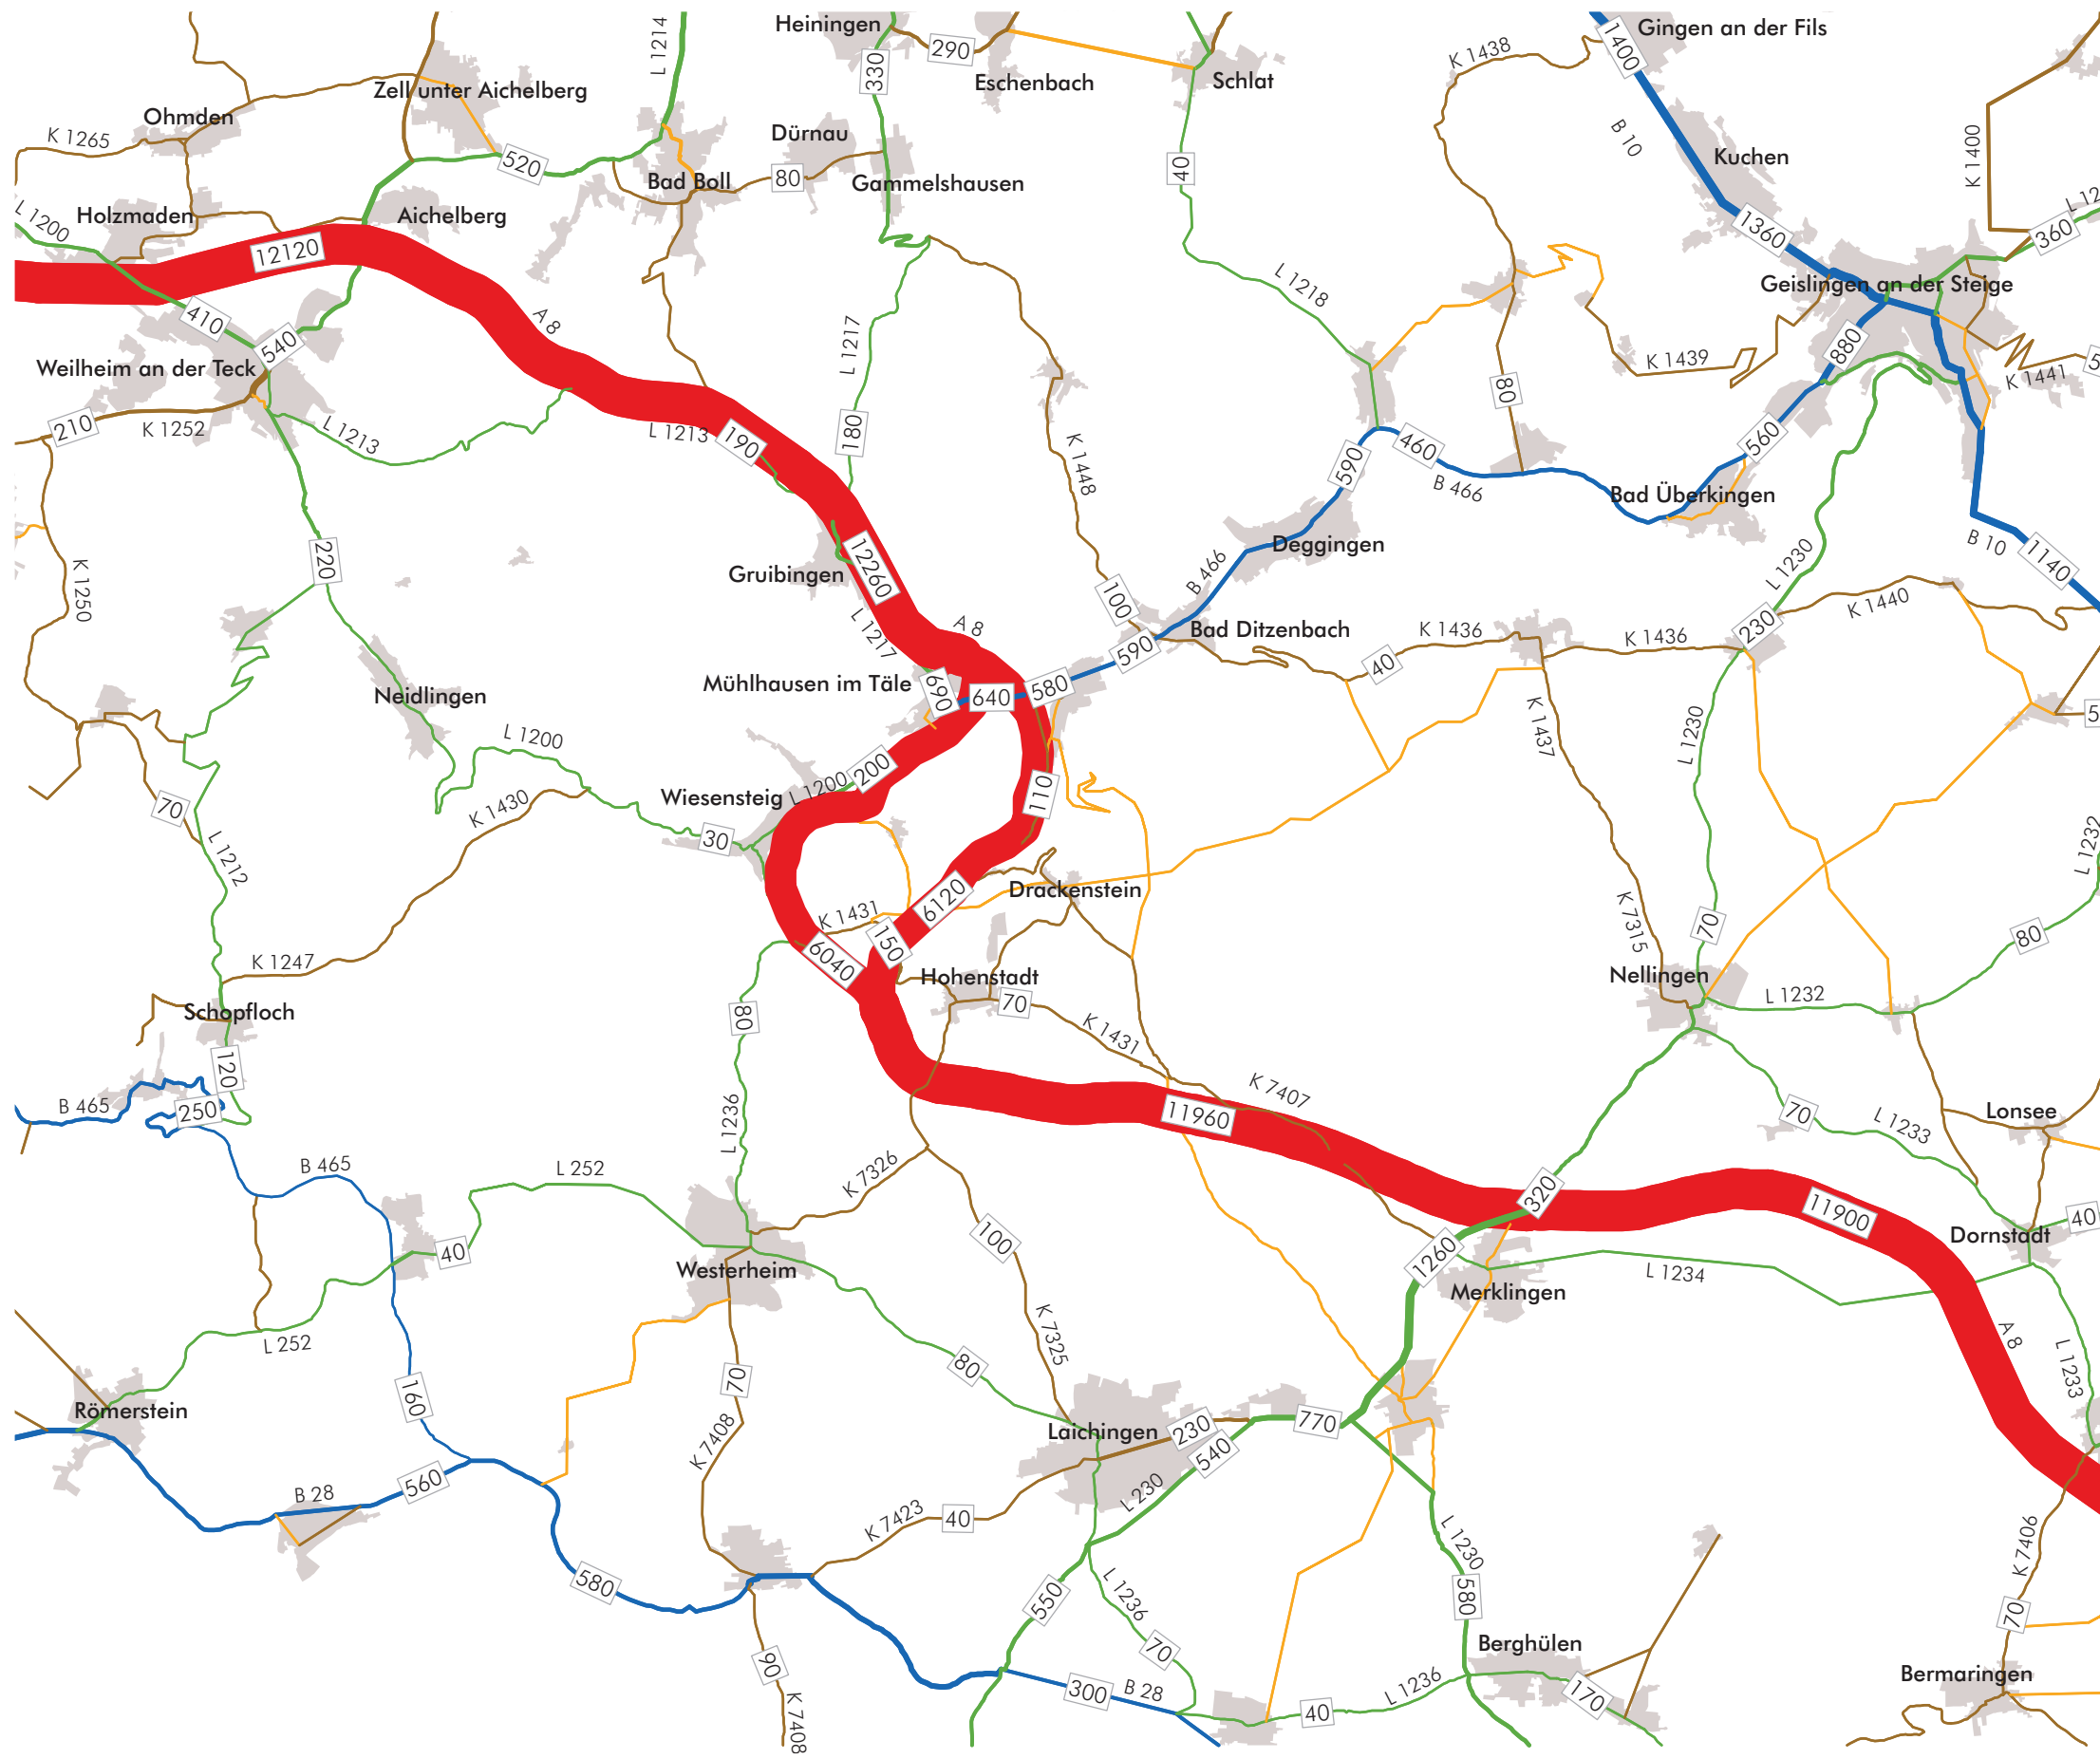 L 1214
Heiningen
290
330
Eschenbach
Schlat
K 1438
1400
Gingen an der Fils
Zell unter Aichelberg
Ohmden
K 1265
Dürnau
B 10
Kuchen
K 1400
520
Bad Boll
80
Gammelshausen
40
L 1200
Holzmaden
Aichelberg
L 12
360
1360
12120
Geislingen an der Steige
L 1218
410
540
A 8
L 1217
880
Weilheim an der Teck
K 1439
K 1441
5
80
210
K 1252
L 1213
L 1213
190
180
K 1448
590
460
560
B 466
Bad Überkingen
K 1250
220
Gruibingen
12260
Deggingen
B 466
L 1230
B 10
1140
100
L 1217
A 8
Bad Ditzenbach
590
K 1436
K 1436
40
230
K 1440
Neidlingen
Mühlhausen im Täle
690
640
580
K 1437
L 1230
5
L 1200
200
L 1200
Wiesensteig
110
K 1430
70
30
L 1212
L 1232
Drackenstein
6120
K 1431
150
6040
K 7315
70
80
K 1247
Hohenstadt
Nellingen
L 1232
70
Schopfloch
80
K 1431
120
B 465
250
K 7407
11960
L 1236
70
L 1233
Lonsee
B 465
L 252
K 7326
320
11900
40
Dornstadt
100
40
Westerheim
1260
Merklingen
L 1234
L 252
K 7325
A 8
80
L 1233
160
70
Römerstein
Laichingen
230
770
540
K 7408
560
B 28
L 230
K 7423
40
L 1230
K 7406
580
550
L 1236
580
70
70
Berghülen
90
Bermaringen
K 7408
300
B 28
L 1236
170
40